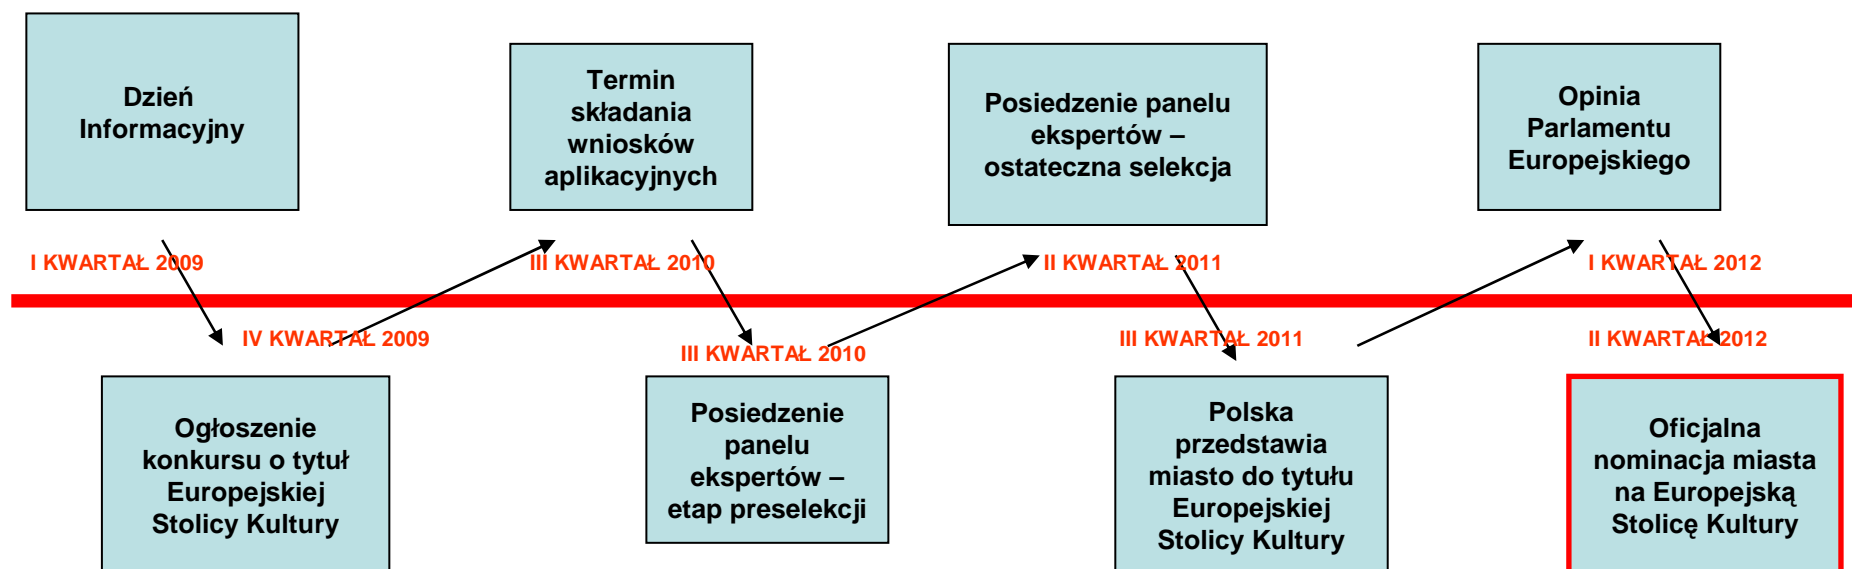 Dzień
Informacyjny
Termin
składania
wniosków
aplikacyjnych
Posiedzenie panelu
ekspertów –
ostateczna selekcja
Opinia
Parlamentu
Europejskiego
I KWARTAŁ 2009
III KWARTAŁ 2010
II KWARTAŁ 2011
I KWARTAŁ 2012
IV KWARTAŁ 2009
III KWARTAŁ 2010
III KWARTAŁ 2011
II KWARTAŁ 2012
Ogłoszenie
konkursu o tytuł
Europejskiej
Stolicy Kultury
Posiedzenie
panelu
ekspertów –
etap preselekcji
Polska
przedstawia
miasto do tytułu
Europejskiej
Stolicy Kultury
Oficjalna
nominacja miasta
na Europejską
Stolicę Kultury